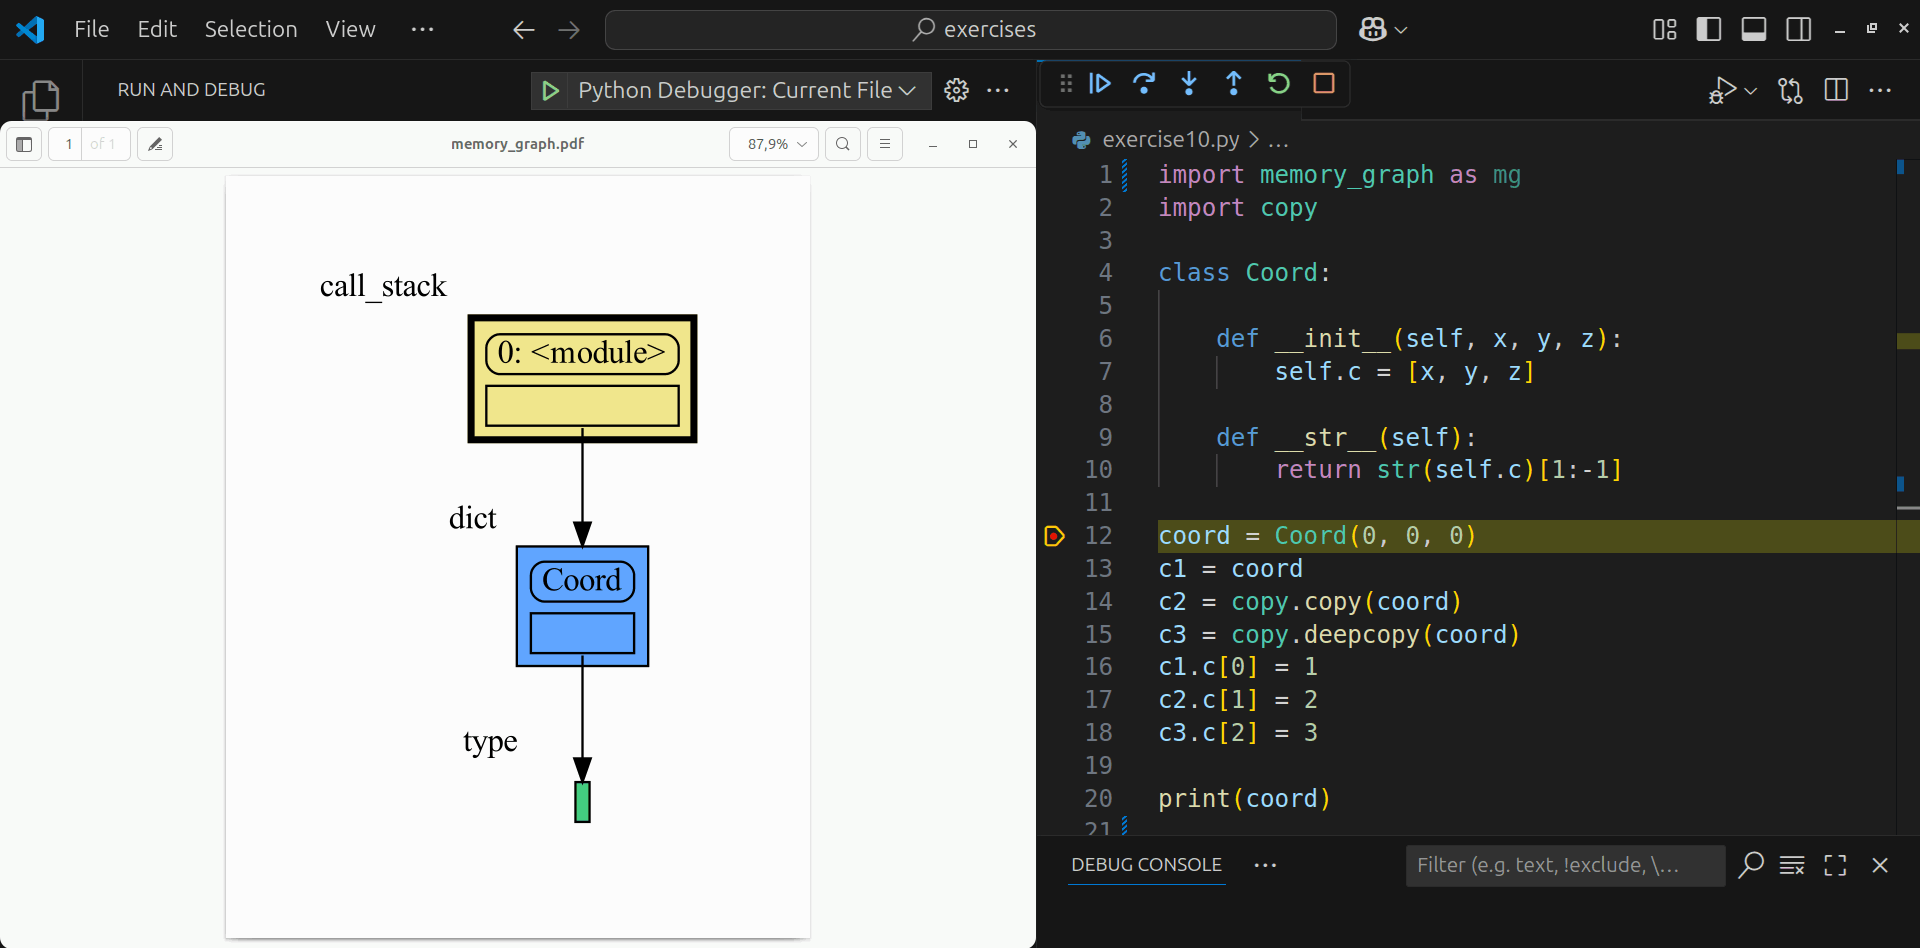 File Edit Selection View ··· exercises
RUN AND DEBUG Python Debugger: Current File ···
1 of 1 memory_graph.pdf 87,9%
call_stack
0: <module>
dict
Coord
type
exercise10.py > ...
1 import memory_graph as mg
2 import copy
3
4 class Coord:
5
6 def __init__(self, x, y, z):
7 self.c = [x, y, z]
8
9 def __str__(self):
10 return str(self.c)[1:-1]
11
12 coord = Coord(0, 0, 0)
13 c1 = coord
14 c2 = copy.copy(coord)
15 c3 = copy.deepcopy(coord)
16 c1.c[0] = 1
17 c2.c[1] = 2
18 c3.c[2] = 3
19
20 print(coord)
21
DEBUG CONSOLE ··· Filter (e.g. text, !exclude, \...